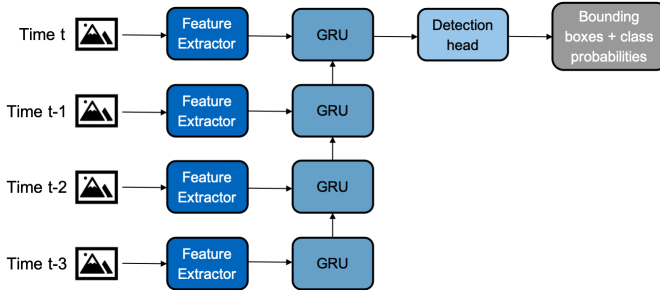 Time t
Feature
Extractor
GRU
Detection
head
Bounding
boxes + class
probabilities
Time t-1
Feature
Extractor
GRU
Time t-2
Feature
Extractor
GRU
Time t-3
Feature
Extractor
GRU